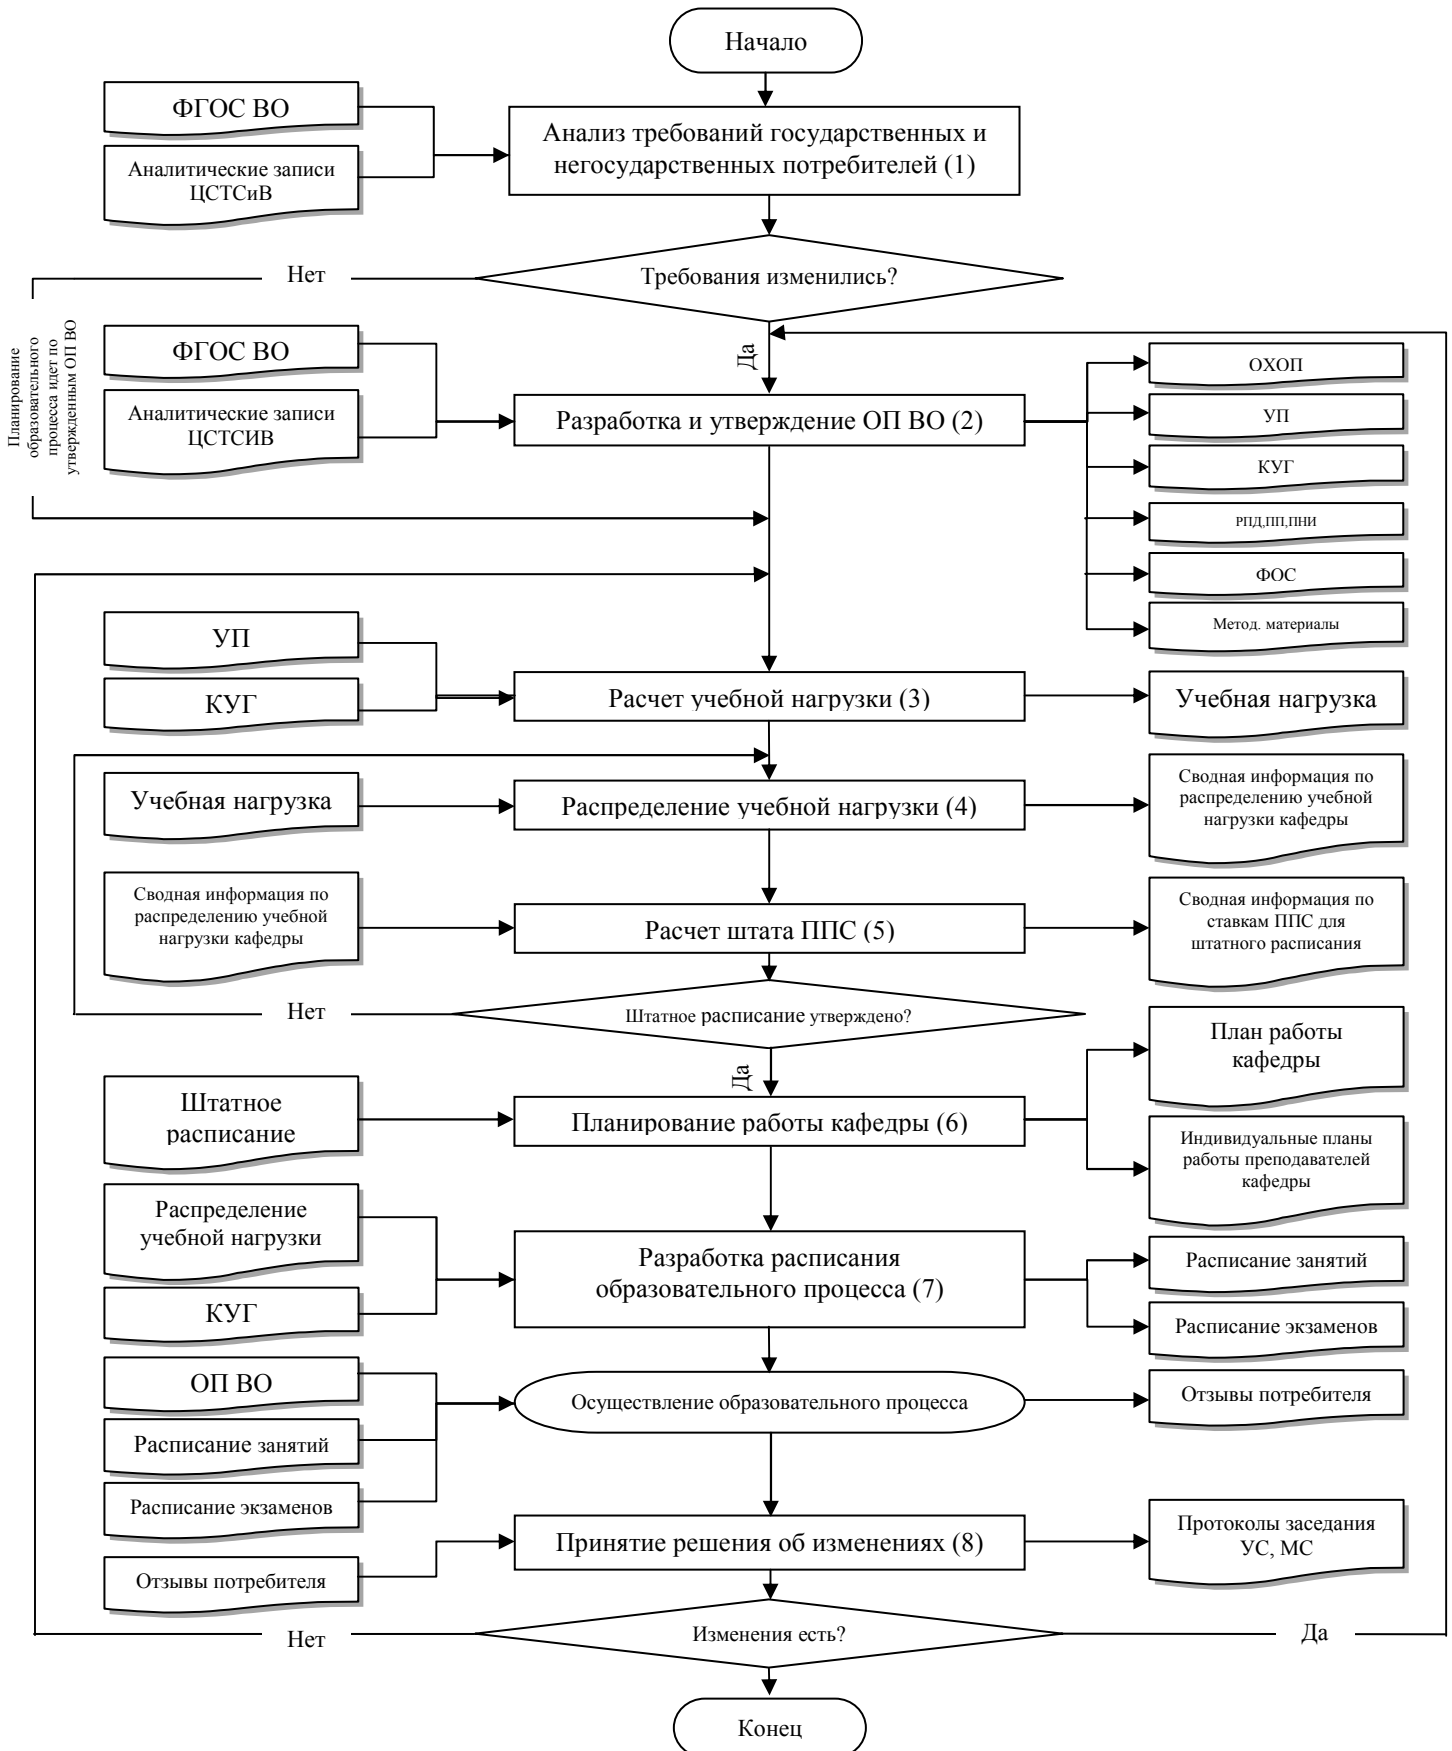 Начало
ФГОС ВО
Анализ требований государственных и
негосударственных потребителей (1)
Аналитические записи
ЦСТСиВ
Нет
Требования изменились?
Планирование
образовательного
процесса идет по
утвержденным ОП ВО
ФГОС ВО
Да
ОХОП
Аналитические записи
ЦСТСИВ
Разработка и утверждение ОП ВО (2)
УП
КУГ
РПД,ПП,ПНИ
ФОС
Метод. материалы
УП
КУГ
Расчет учебной нагрузки (3)
Учебная нагрузка
Учебная нагрузка
Распределение учебной нагрузки (4)
Сводная информация по
распределению учебной
нагрузки кафедры
Сводная информация по
распределению учебной
нагрузки кафедры
Расчет штата ППС (5)
Сводная информация по
ставкам ППС для
штатного расписания
Нет
Штатное расписание утверждено?
План работы
кафедры
Да
Штатное
расписание
Планирование работы кафедры (6)
Индивидуальные планы
работы преподавателей
кафедры
Распределение
учебной нагрузки
Разработка расписания
образовательного процесса (7)
Расписание занятий
КУГ
Расписание экзаменов
ОП ВО
Осуществление образовательного процесса
Отзывы потребителя
Расписание занятий
Расписание экзаменов
Принятие решения об изменениях (8)
Протоколы заседания
УС, МС
Отзывы потребителя
Нет
Изменения есть?
Да
Конец